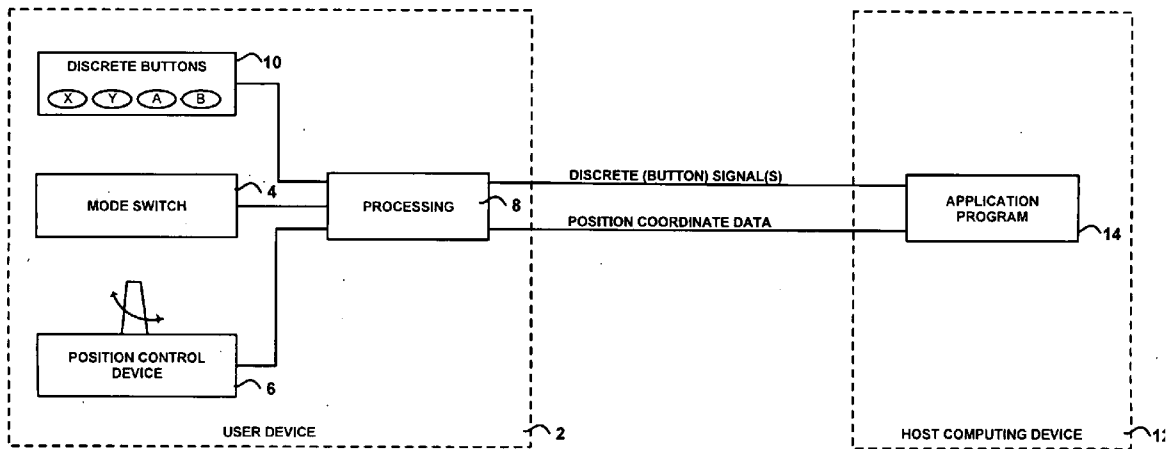 DISCRETE BUTTONS
10
X Y A B
MODE SWITCH
4
POSITION CONTROL
DEVICE
6
PROCESSING
8
USER DEVICE
2
DISCRETE (BUTTON) SIGNAL(S)
POSITION COORDINATE DATA
APPLICATION
PROGRAM
14
HOST COMPUTING DEVICE